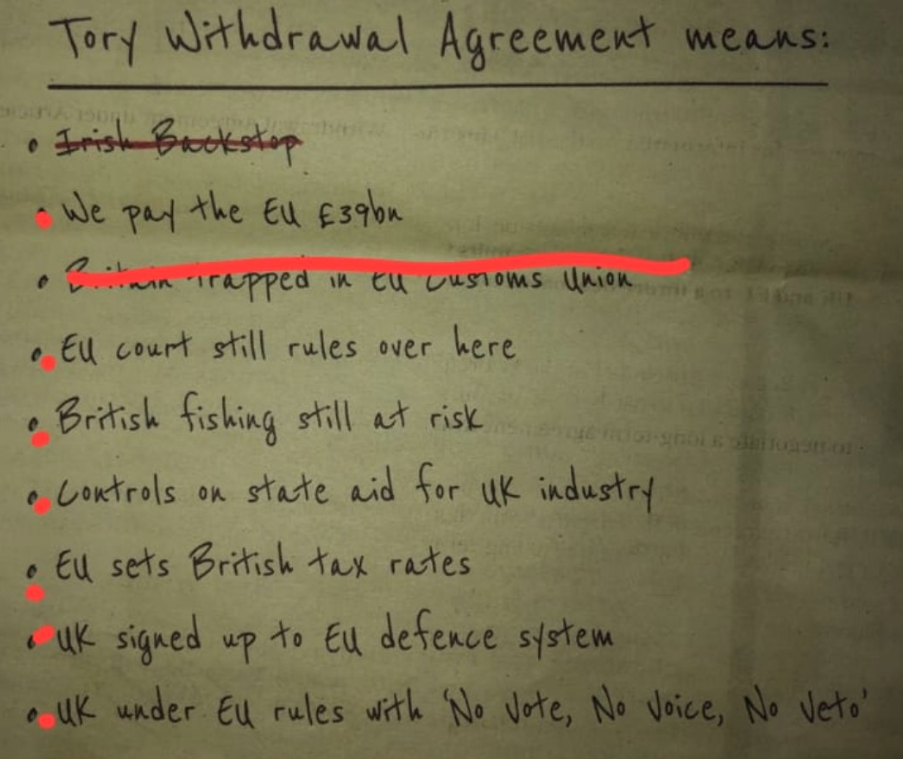 Tory Withdrawal Agreement means:
• Irish Backstop
• We pay the EU £39bn
• Britain trapped in EU Customs Union
• EU court still rules over here
• British fishing still at risk
• Controls on state aid for UK industry
• EU sets British tax rates
• UK signed up to EU defence system
• UK under EU rules with 'No Vote, No Voice, No Veto'